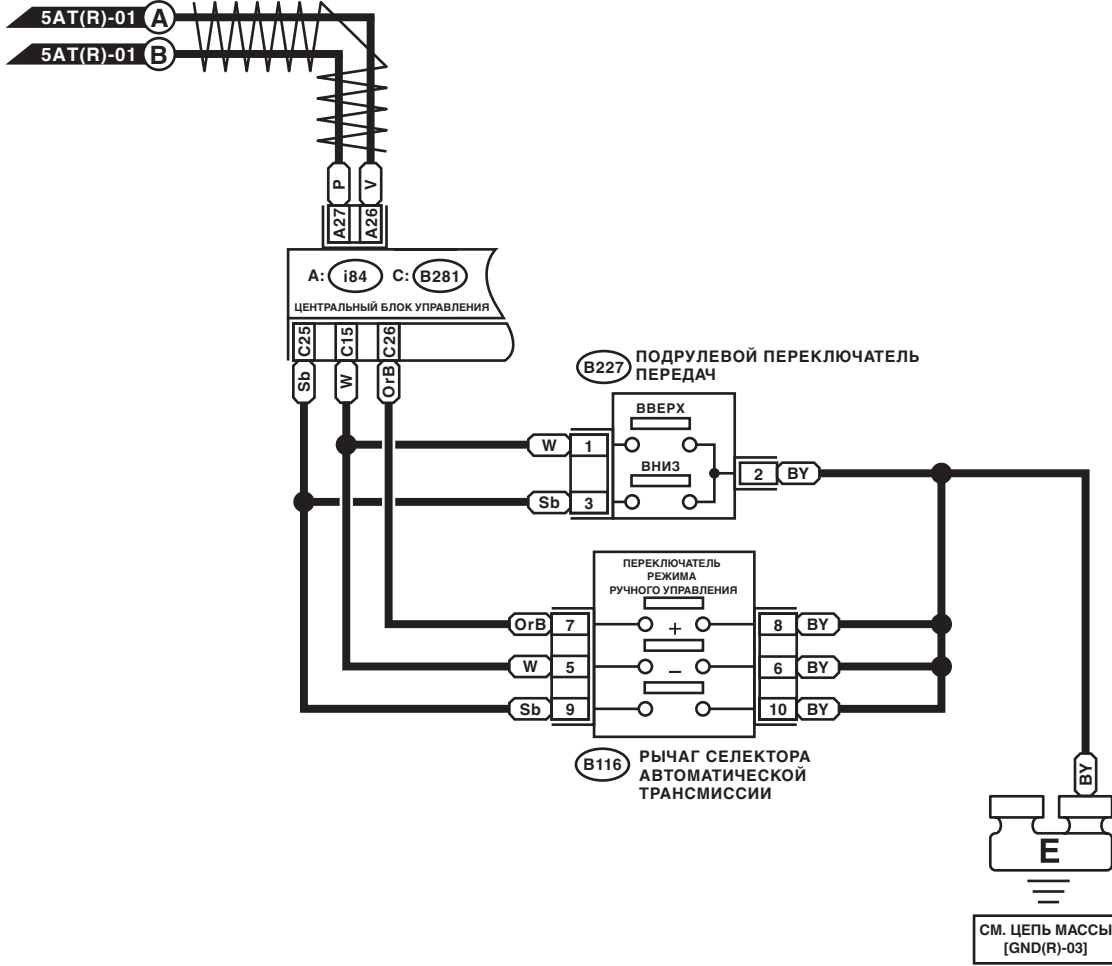 5AT(R)-01 A
5AT(R)-01 B
P V
A27 A26
A: i84 C: B281
ЦЕНТРАЛЬНЫЙ БЛОК УПРАВЛЕНИЯ
C25 C15 C26
Sb W OrB
B227 ПОДРУЛЕВОЙ ПЕРЕКЛЮЧАТЕЛЬ
ПЕРЕДАЧ
ВВЕРХ
W 1
ВНИЗ
2 BY
Sb 3
ПЕРЕКЛЮЧАТЕЛЬ
РЕЖИМА
РУЧНОГО УПРАВЛЕНИЯ
OrB 7 + 8 BY
W 5 – 6 BY
Sb 9 10 BY
B116 РЫЧАГ СЕЛЕКТОРА
АВТОМАТИЧЕСКОЙ
ТРАНСМИССИИ
BY
E
СМ. ЦЕПЬ МАССЫ
[GND(R)-03]